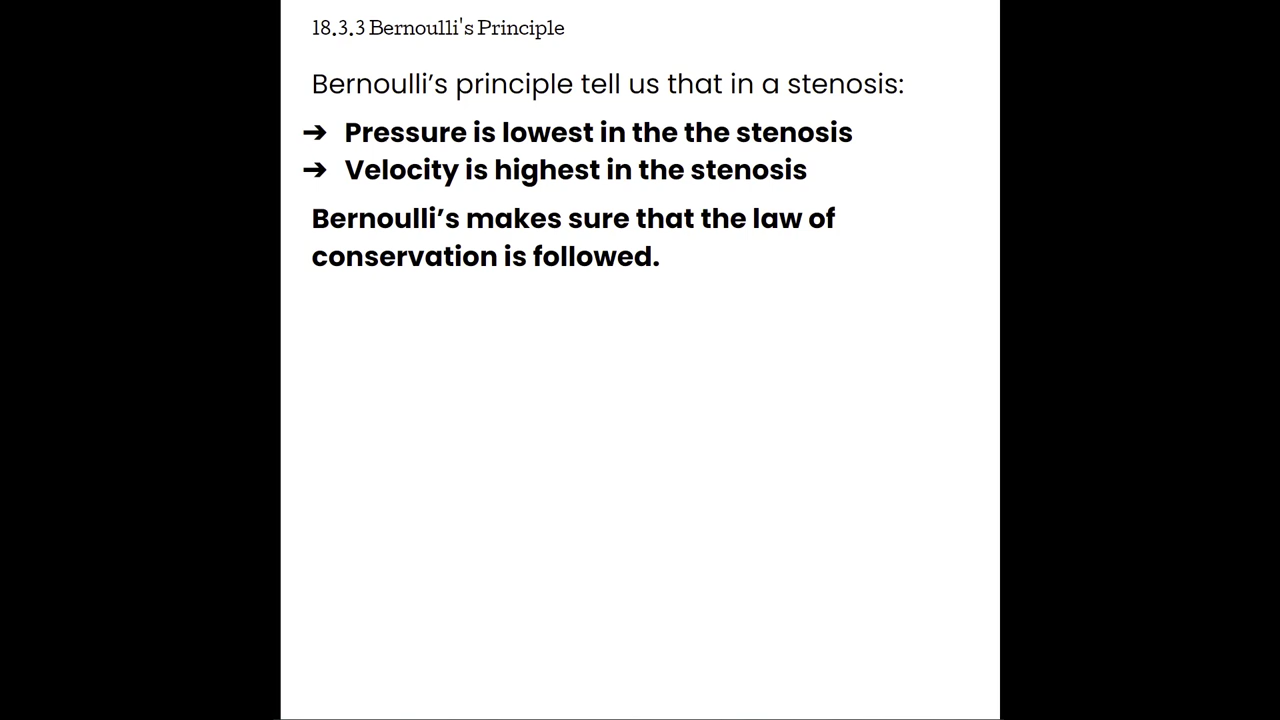 18.3.3 Bernoulli's Principle
Bernoulli’s principle tell us that in a stenosis:
➔ Pressure is lowest in the the stenosis
➔ Velocity is highest in the stenosis
Bernoulli’s makes sure that the law of
conservation is followed.